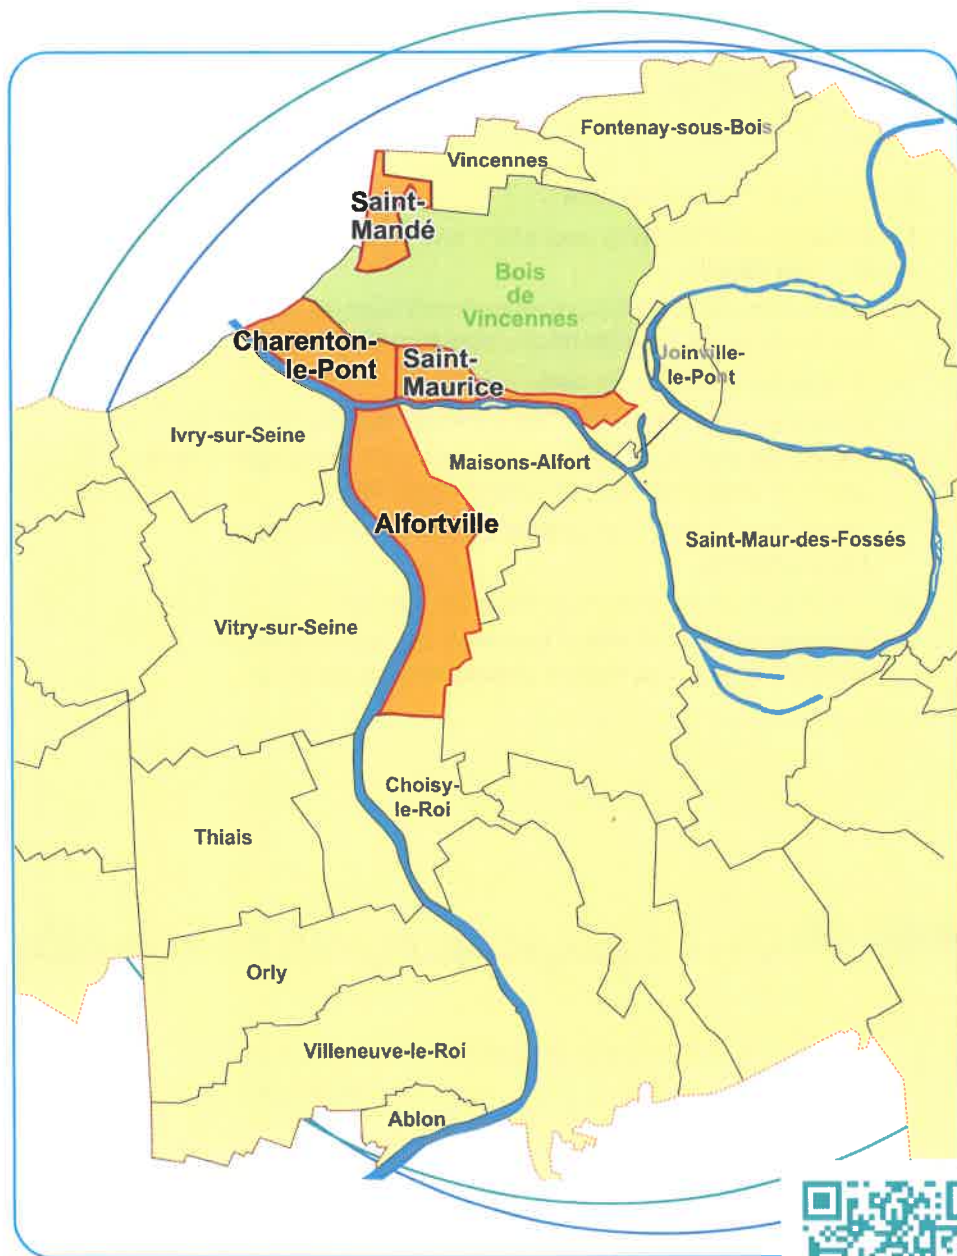 Fontenay-sous-Bois
Vincennes
Saint-
Mandé
Bois
de
Vincennes
Charenton-
le-Pont
Saint-
Maurice
Joinville-
le-Pont
Ivry-sur-Seine
Maisons-Alfort
Alfortville
Saint-Maur-des-Fossés
Vitry-sur-Seine
Choisy-
le-Roi
Thiais
Orly
Villeneuve-le-Roi
Ablon